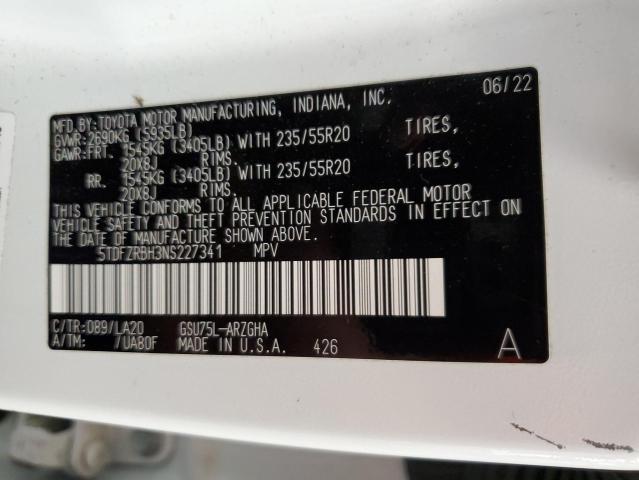 06/22
MFD. BY: TOYOTA MOTOR MANUFACTURING, INDIANA, INC.
GVWR: 2690KG (5935LB)
GAWR: FRT. 1545KG (3405LB) WITH 235/55R20 TIRES,
20X8J RIMS.
RR. 1545KG (3405LB) WITH 235/55R20 TIRES,
20X8J RIMS.
THIS VEHICLE CONFORMS TO ALL APPLICABLE FEDERAL MOTOR
VEHICLE SAFETY AND THEFT PREVENTION STANDARDS IN EFFECT ON
THE DATE OF MANUFACTURE SHOWN ABOVE.
5TDFZRBH3NS227341 MPV
C/TR: 089/LA20 GSU75L-ARZGHA
A/TM: /UA80F MADE IN U.S.A. 426 A